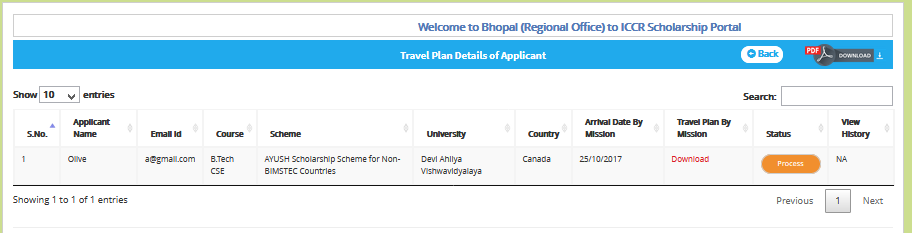 Welcome to Bhopal (Regional Office) to ICCR Scholarship Portal
Travel Plan Details of Applicant
Back
PDF DOWNLOAD
Show 10 entries
Search:
S.No. Applicant Name Email Id Course Scheme University Country Arrival Date By Mission Travel Plan By Mission Status View History
1 Olive a@gmail.com B.Tech CSE AYUSH Scholarship Scheme for Non-BIMSTEC Countries Devi Ahilya Vishwavidyalaya Canada 25/10/2017 Download Process NA
Showing 1 to 1 of 1 entries
Previous 1 Next